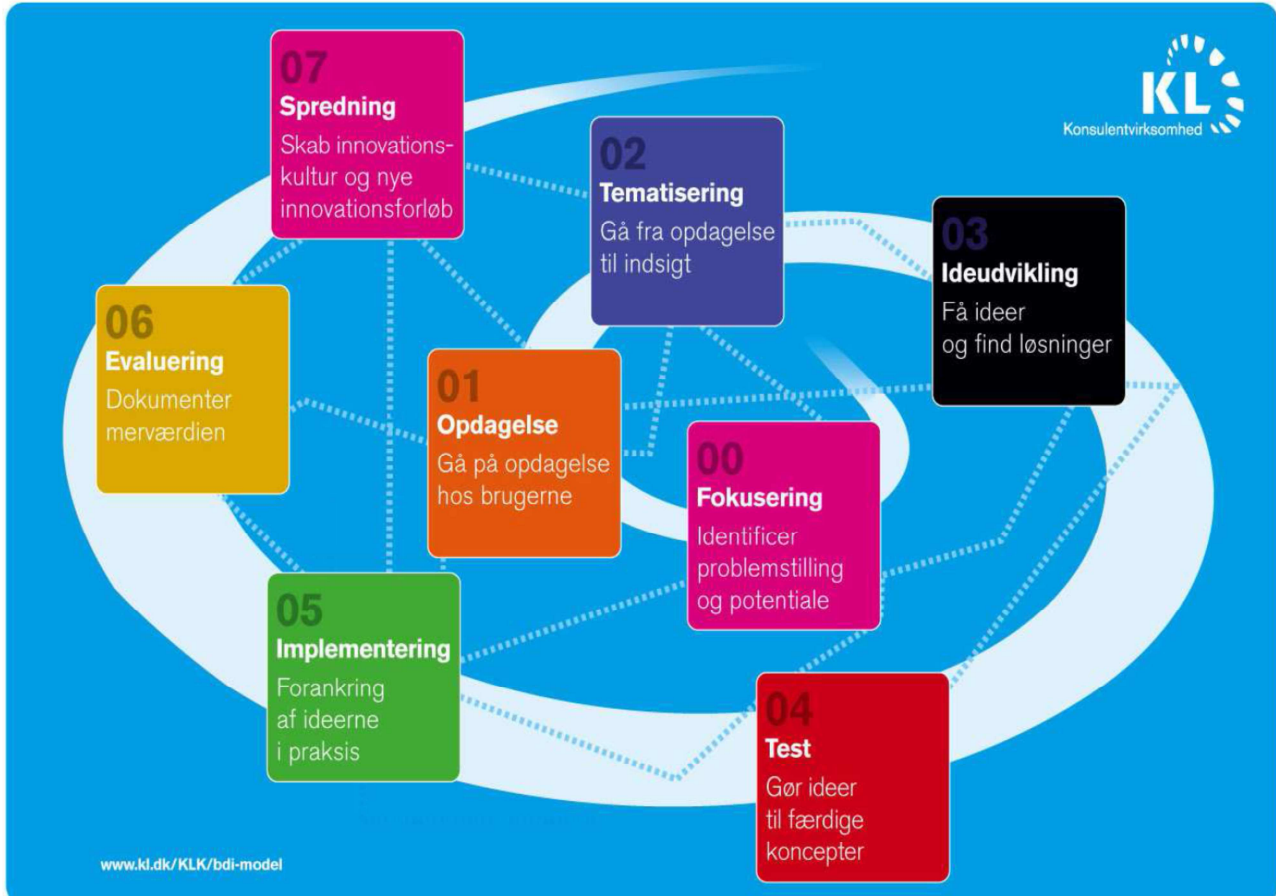 KL
Konsulentvirksomhed
00
Fokusering
Identificer
problemstilling
og potentiale
01
Opdagelse
Gå på opdagelse
hos brugerne
02
Tematisering
Gå fra opdagelse
til indsigt
03
Ideudvikling
Få ideer
og find løsninger
04
Test
Gør ideer
til færdige
koncepter
05
Implementering
Forankring
af ideerne
i praksis
06
Evaluering
Dokumenter
merværdien
07
Spredning
Skab innovations-
kultur og nye
innovationsforløb
www.kl.dk/KLK/bdi-model